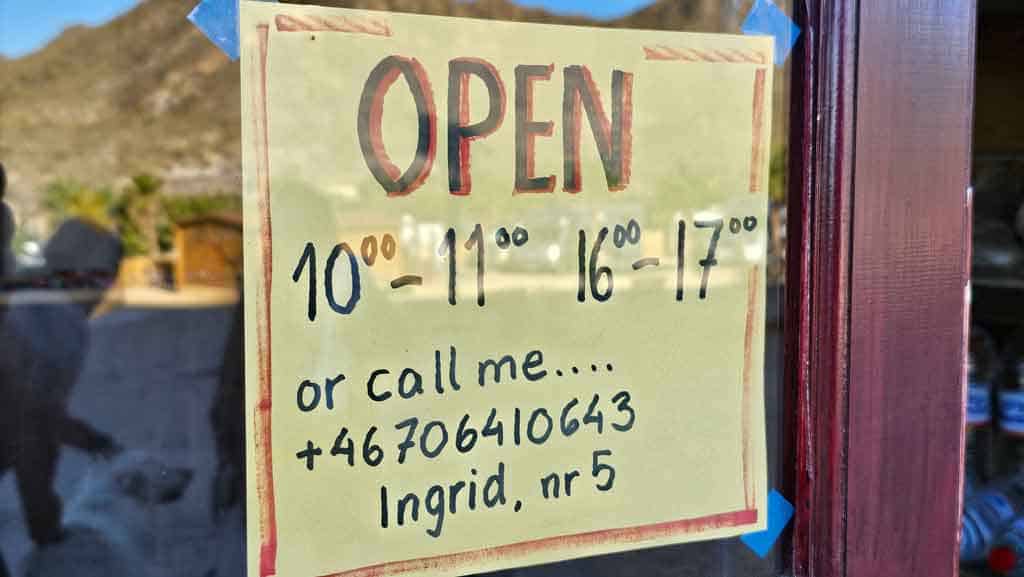 OPEN
10⁰⁰ - 11⁰⁰ 16⁰⁰ - 17⁰⁰
or call me....
+46706410643
Ingrid, nr 5